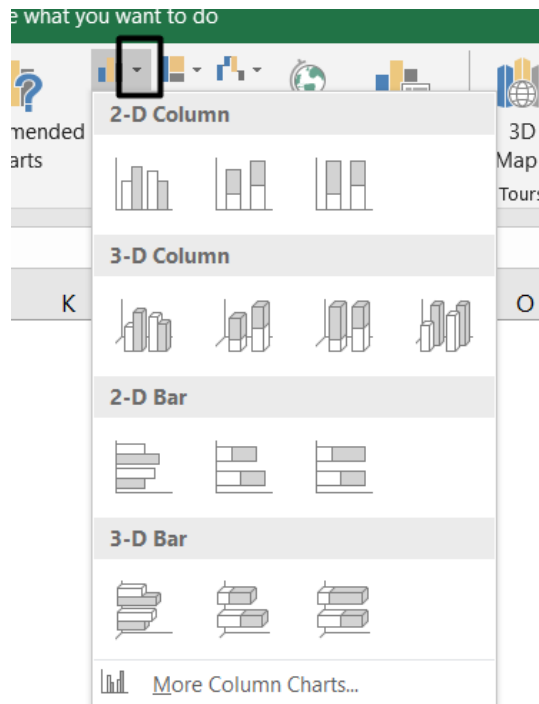 e what you want to do
mended
arts
3D
Map
Tours
2-D Column
3-D Column
K
O
2-D Bar
3-D Bar
More Column Charts...